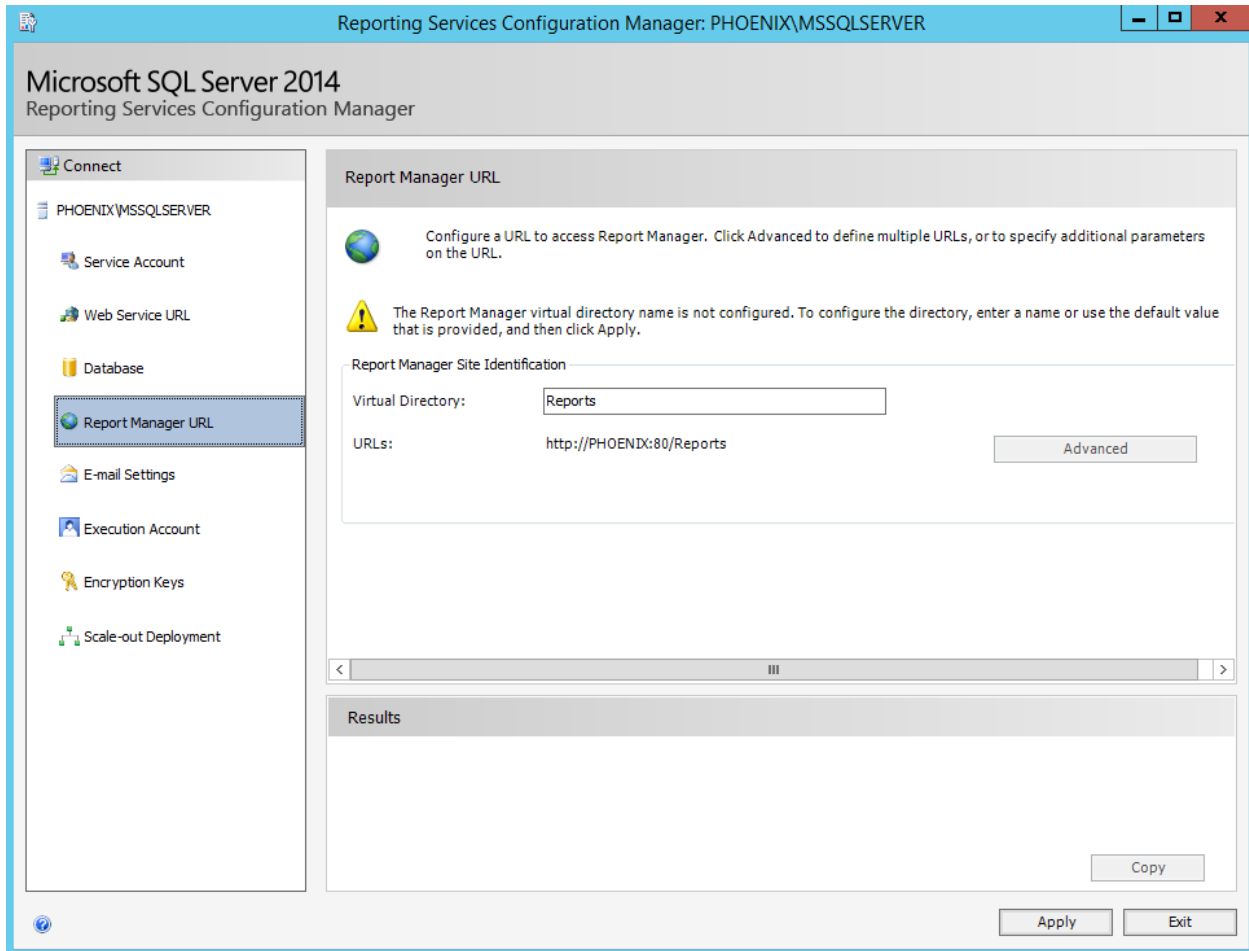 Reporting Services Configuration Manager: PHOENIX\MSSQLSERVER
Microsoft SQL Server 2014
Reporting Services Configuration Manager
Connect
PHOENIX\MSSQLSERVER
Service Account
Web Service URL
Database
Report Manager URL
E-mail Settings
Execution Account
Encryption Keys
Scale-out Deployment
Report Manager URL
Configure a URL to access Report Manager. Click Advanced to define multiple URLs, or to specify additional parameters
on the URL.
The Report Manager virtual directory name is not configured. To configure the directory, enter a name or use the default value
that is provided, and then click Apply.
Report Manager Site Identification
Virtual Directory: Reports
URLs: http://PHOENIX:80/Reports Advanced
Results
Copy
Apply Exit